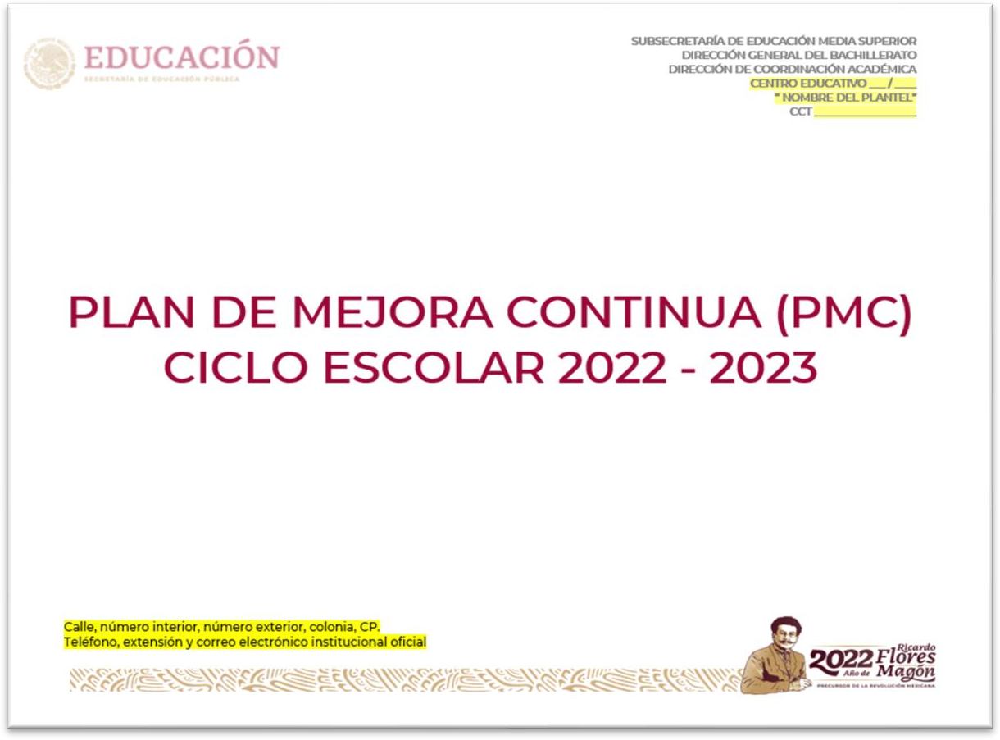 EDUCACIÓN
SECRETARÍA DE EDUCACIÓN PÚBLICA
SUBSECRETARÍA DE EDUCACIÓN MEDIA SUPERIOR
DIRECCIÓN GENERAL DEL BACHILLERATO
DIRECCIÓN DE COORDINACIÓN ACADÉMICA
CENTRO EDUCATIVO ___/____
" NOMBRE DEL PLANTEL"
CCT __________________
PLAN DE MEJORA CONTINUA (PMC)
CICLO ESCOLAR 2022 - 2023
Calle, número interior, número exterior, colonia, CP.
Teléfono, extensión y correo electrónico institucional oficial
2022 Ricardo
Año de Flores
Magón
PRECURSOR DE LA REVOLUCIÓN MEXICANA